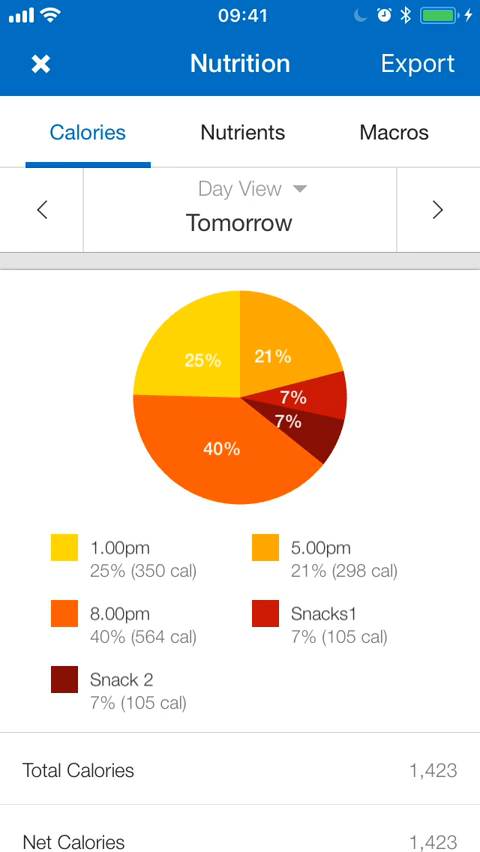 09:41
Nutrition
Export
Calories
Nutrients
Macros
Day View
Tomorrow
25%
21%
7%
7%
40%
1.00pm
25% (350 cal)
5.00pm
21% (298 cal)
8.00pm
40% (564 cal)
Snacks1
7% (105 cal)
Snack 2
7% (105 cal)
Total Calories
1,423
Net Calories
1,423